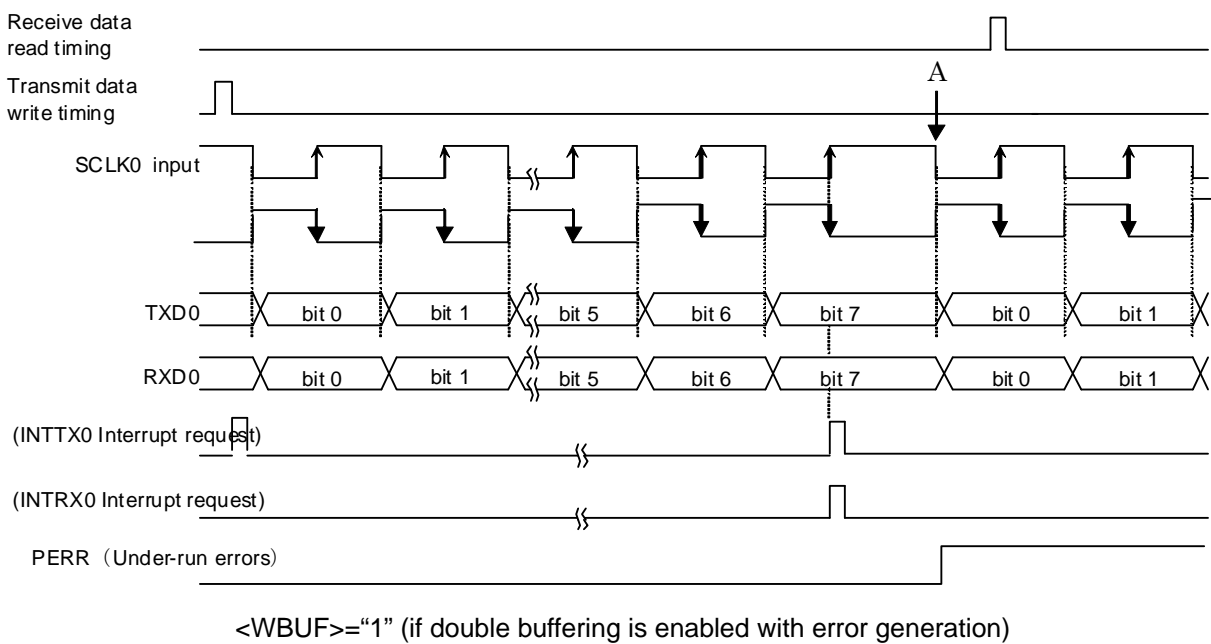 Receive data
read timing
Transmit data
write timing
A
SCLK0 input
TXD0 bit 0 bit 1 bit 5 bit 6 bit 7 bit 0 bit 1
RXD0 bit 0 bit 1 bit 5 bit 6 bit 7 bit 0 bit 1
(INTTX0 Interrupt request)
(INTRX0 Interrupt request)
PERR（Under-run errors）
<WBUF>=“1” (if double buffering is enabled with error generation)